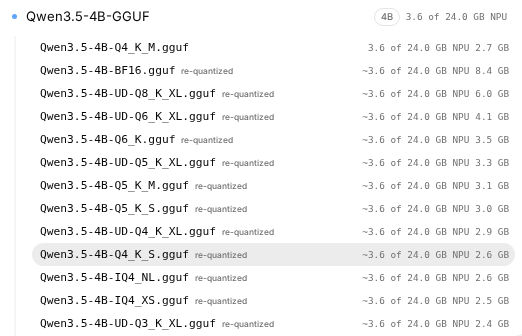 Qwen3.5-4B-GGUF 4B 3.6 of 24.0 GB NPU
Qwen3.5-4B-Q4_K_M.gguf 3.6 of 24.0 GB NPU 2.7 GB
Qwen3.5-4B-BF16.gguf re-quantized ~3.6 of 24.0 GB NPU 8.4 GB
Qwen3.5-4B-UD-Q8_K_XL.gguf re-quantized ~3.6 of 24.0 GB NPU 6.0 GB
Qwen3.5-4B-UD-Q6_K_XL.gguf re-quantized ~3.6 of 24.0 GB NPU 4.1 GB
Qwen3.5-4B-Q6_K.gguf re-quantized ~3.6 of 24.0 GB NPU 3.5 GB
Qwen3.5-4B-UD-Q5_K_XL.gguf re-quantized ~3.6 of 24.0 GB NPU 3.3 GB
Qwen3.5-4B-Q5_K_M.gguf re-quantized ~3.6 of 24.0 GB NPU 3.1 GB
Qwen3.5-4B-Q5_K_S.gguf re-quantized ~3.6 of 24.0 GB NPU 3.0 GB
Qwen3.5-4B-UD-Q4_K_XL.gguf re-quantized ~3.6 of 24.0 GB NPU 2.9 GB
Qwen3.5-4B-Q4_K_S.gguf re-quantized ~3.6 of 24.0 GB NPU 2.6 GB
Qwen3.5-4B-IQ4_NL.gguf re-quantized ~3.6 of 24.0 GB NPU 2.6 GB
Qwen3.5-4B-IQ4_XS.gguf re-quantized ~3.6 of 24.0 GB NPU 2.5 GB
Qwen3.5-4B-UD-Q3_K_XL.gguf re-quantized ~3.6 of 24.0 GB NPU 2.4 GB